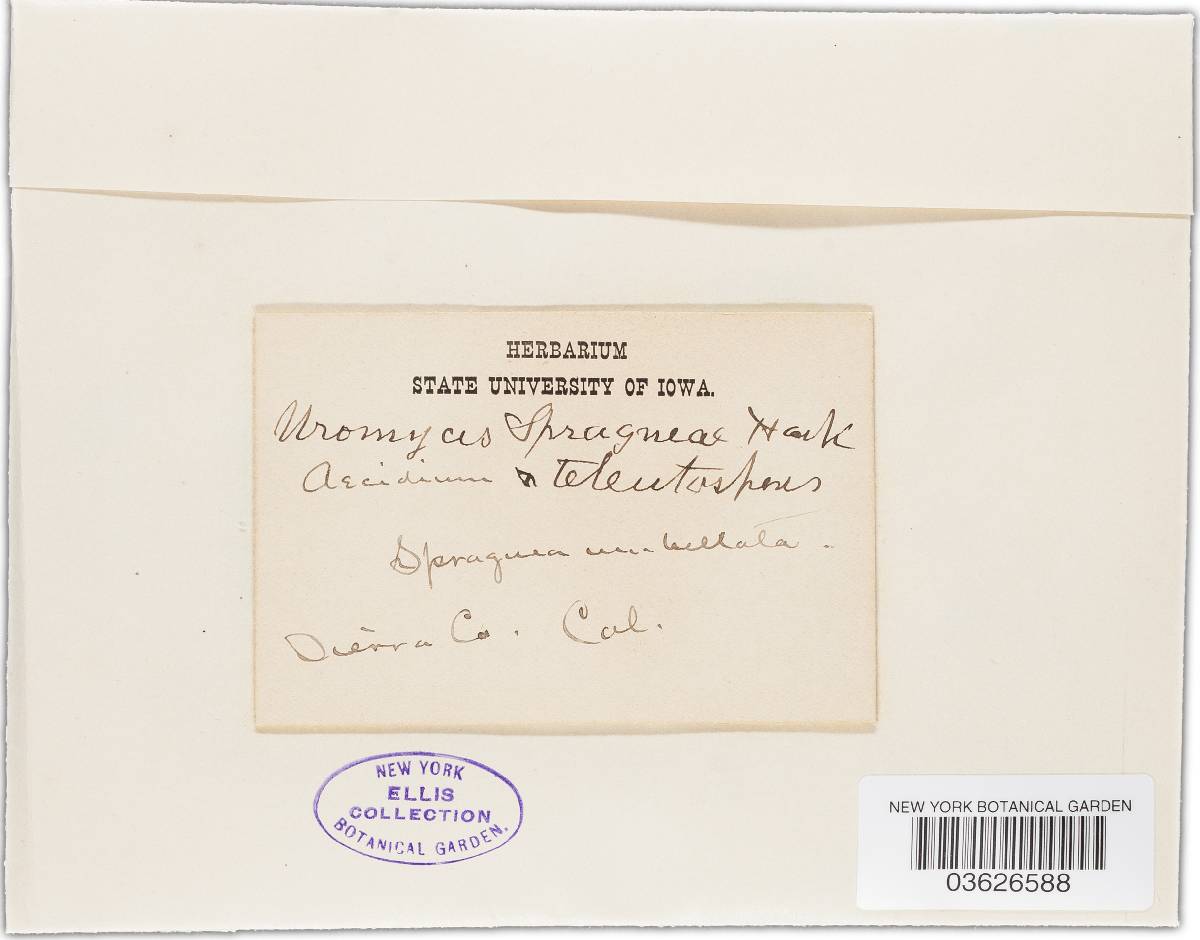 HERBARIUM
STATE UNIVERSITY OF IOWA.
Uromyces Spragueae Hark
Aecidium & teleutospores
Spraguea umbellata.
Sierra Co. Cal.
NEW YORK
ELLIS
COLLECTION
BOTANICAL GARDEN.
NEW YORK BOTANICAL GARDEN
03626588